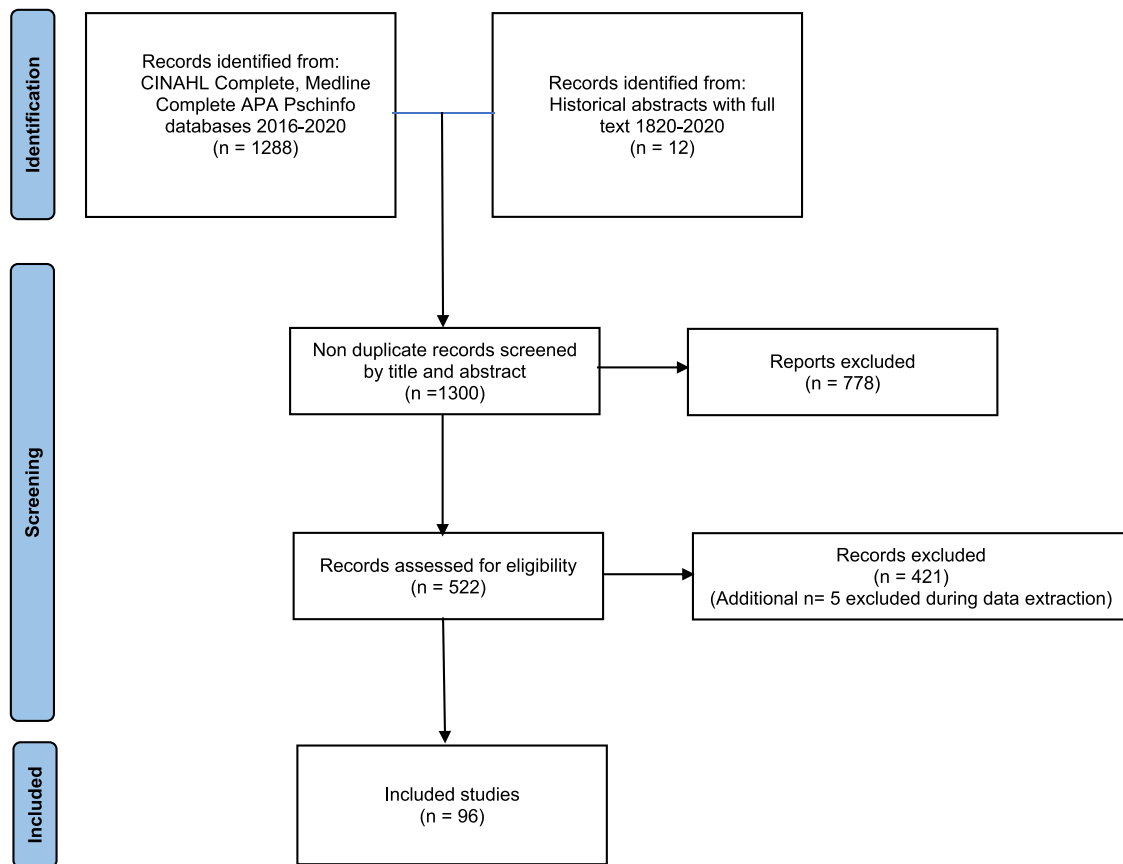 Identification
Records identified from:
CINAHL Complete, Medline
Complete APA Pschinfo
databases 2016-2020
(n = 1288)
Records identified from:
Historical abstracts with full
text 1820-2020
(n = 12)
Screening
Non duplicate records screened
by title and abstract
(n =1300)
Reports excluded
(n = 778)
Records assessed for eligibility
(n = 522)
Records excluded
(n = 421)
(Additional n= 5 excluded during data extraction)
Included
Included studies
(n = 96)